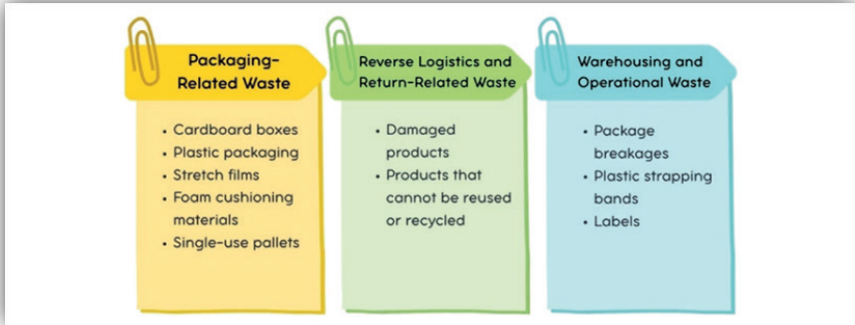 Packaging-
Related Waste
• Cardboard boxes
• Plastic packaging
• Stretch films
• Foam cushioning
materials
• Single-use pallets
Reverse Logistics and
Return-Related Waste
• Damaged
products
• Products that
cannot be reused
or recycled
Warehousing and
Operational Waste
• Package
breakages
• Plastic strapping
bands
• Labels